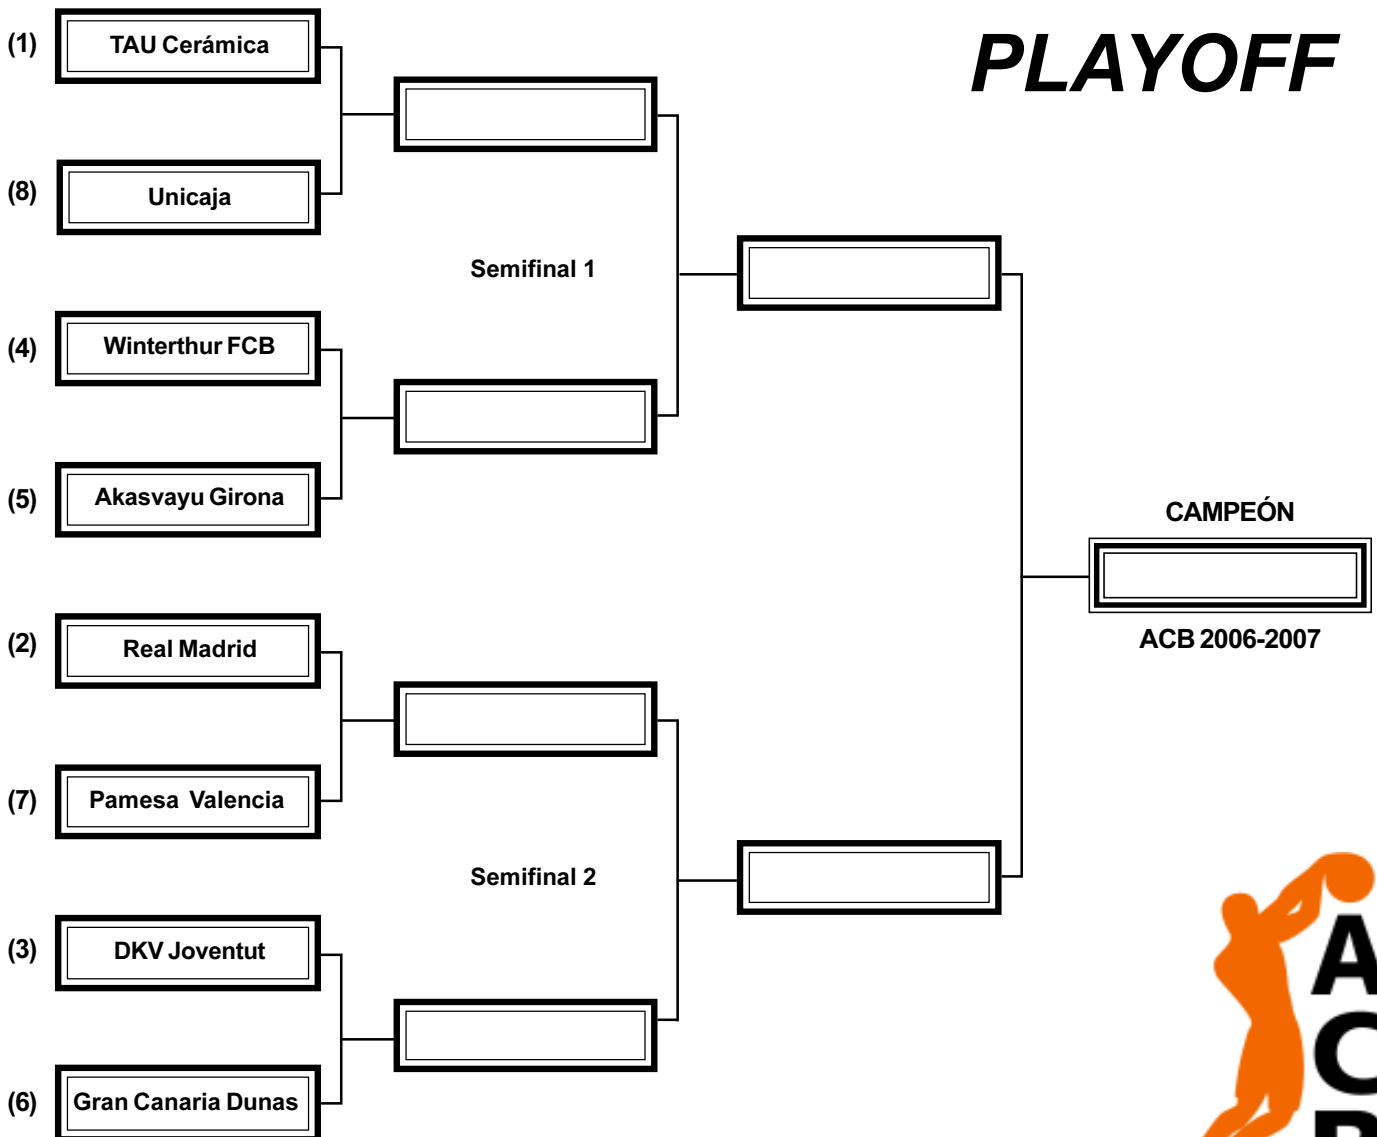 PLAYOFF
(1) TAU Cerámica
(8) Unicaja
Semifinal 1
(4) Winterthur FCB
(5) Akasvayu Girona
CAMPEÓN
ACB 2006-2007
(2) Real Madrid
(7) Pamesa Valencia
Semifinal 2
(3) DKV Joventut
(6) Gran Canaria Dunas
A
C
B